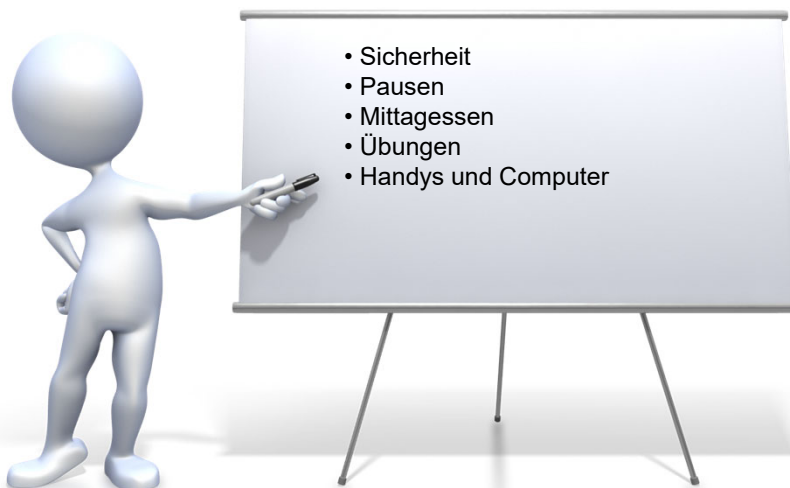 • Sicherheit
• Pausen
• Mittagessen
• Übungen
• Handys und Computer